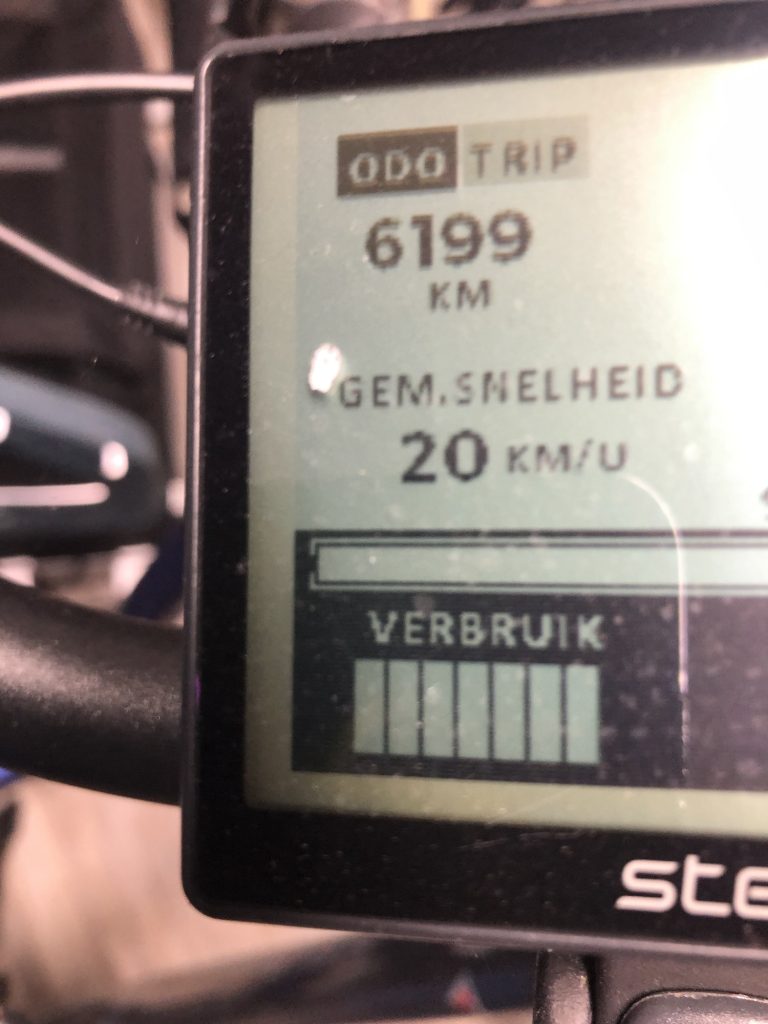 ODO TRIP
6199
KM
GEM.SNELHEID
20 KM/U
VERBRUIK
ste